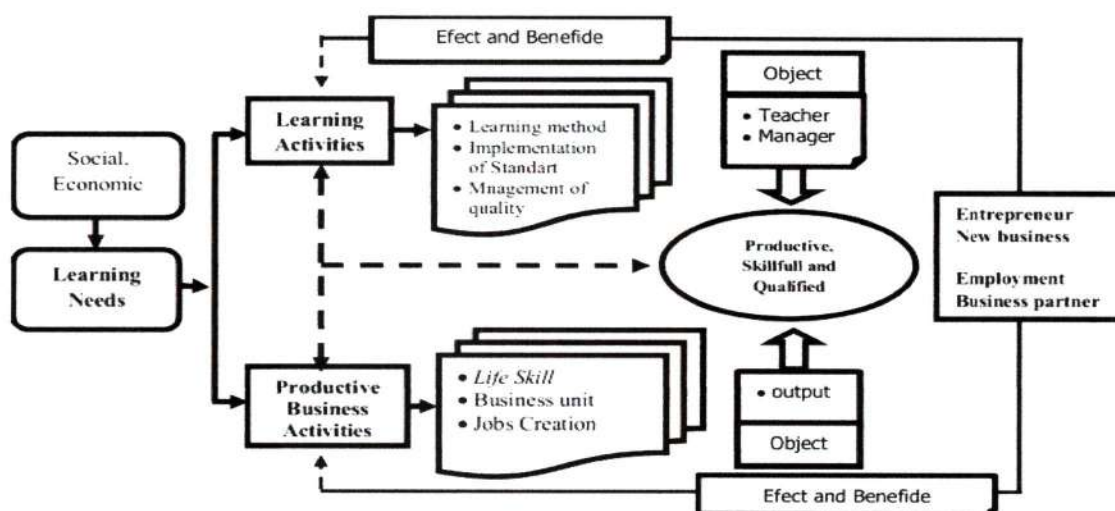 Efect and Benefide
Object
• Teacher
• Manager
Learning
Activities
• Learning method
• Implementation
of Standart
• Mnagement of
quality
Social.
Economic
Learning
Needs
Productive,
Skillfull and
Qualified
Entrepreneur
New business
Employment
Business partner
Productive
Business
Activities
• Life Skill
• Business unit
• Jobs Creation
• output
Object
Efect and Benefide